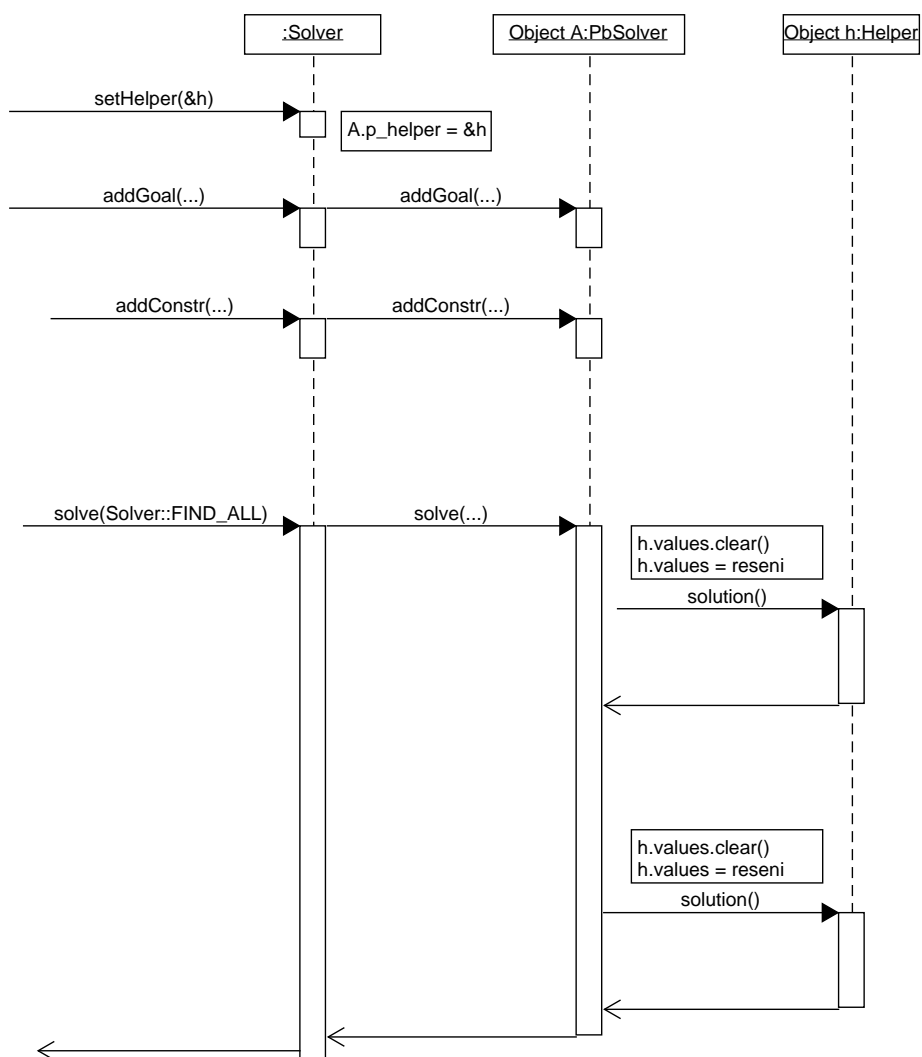 :Solver
Object A:PbSolver
Object h:Helper
setHelper(&h)
A.p_helper = &h
addGoal(...)
addGoal(...)
addConstr(...)
addConstr(...)
solve(Solver::FIND_ALL)
solve(...)
h.values.clear()
h.values = reseni
solution()
h.values.clear()
h.values = reseni
solution()